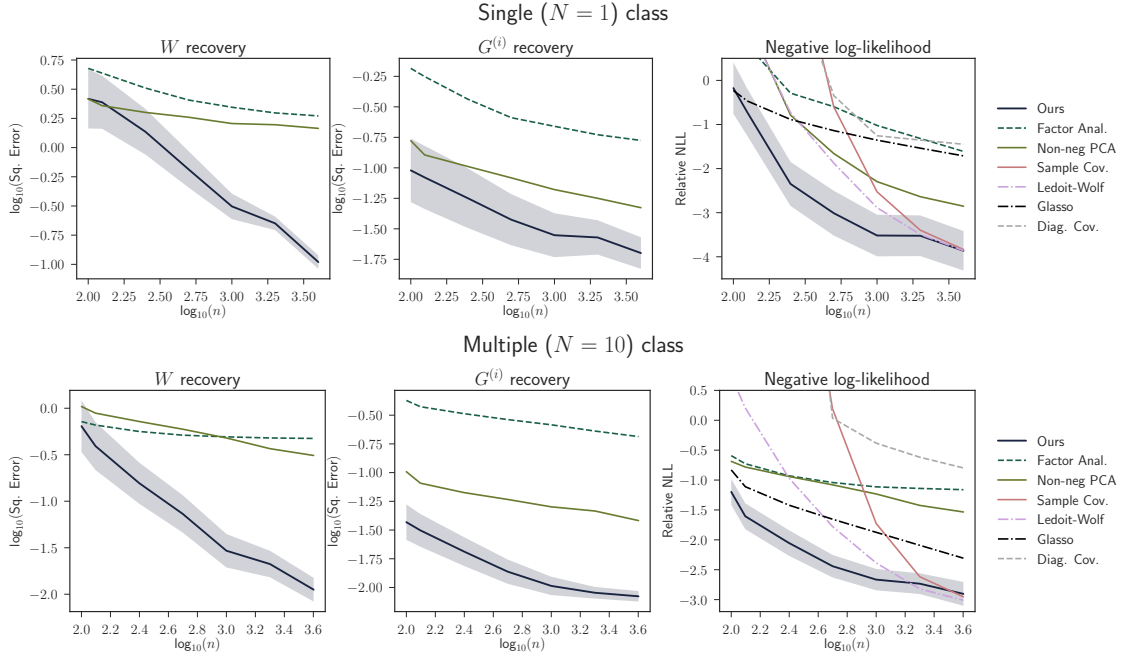 Single (N = 1) class
W recovery
G^(i) recovery
Negative log-likelihood
0.75
0.50
0.25
0.00
−0.25
−0.50
−0.75
−1.00
log10(Sq. Error)
2.00 2.25 2.50 2.75 3.00 3.25 3.50
log10(n)
−0.25
−0.50
−0.75
−1.00
−1.25
−1.50
−1.75
log10(Sq. Error)
2.00 2.25 2.50 2.75 3.00 3.25 3.50
log10(n)
0
−1
−2
−3
−4
Relative NLL
2.00 2.25 2.50 2.75 3.00 3.25 3.50
log10(n)
Ours
Factor Anal.
Non-neg PCA
Sample Cov.
Ledoit-Wolf
Glasso
Diag. Cov.
Multiple (N = 10) class
W recovery
G^(i) recovery
Negative log-likelihood
0.0
−0.5
−1.0
−1.5
−2.0
log10(Sq. Error)
2.0 2.2 2.4 2.6 2.8 3.0 3.2 3.4 3.6
log10(n)
−0.50
−0.75
−1.00
−1.25
−1.50
−1.75
−2.00
log10(Sq. Error)
2.0 2.2 2.4 2.6 2.8 3.0 3.2 3.4 3.6
log10(n)
0.5
0.0
−0.5
−1.0
−1.5
−2.0
−2.5
−3.0
Relative NLL
2.0 2.2 2.4 2.6 2.8 3.0 3.2 3.4 3.6
log10(n)
Ours
Factor Anal.
Non-neg PCA
Sample Cov.
Ledoit-Wolf
Glasso
Diag. Cov.